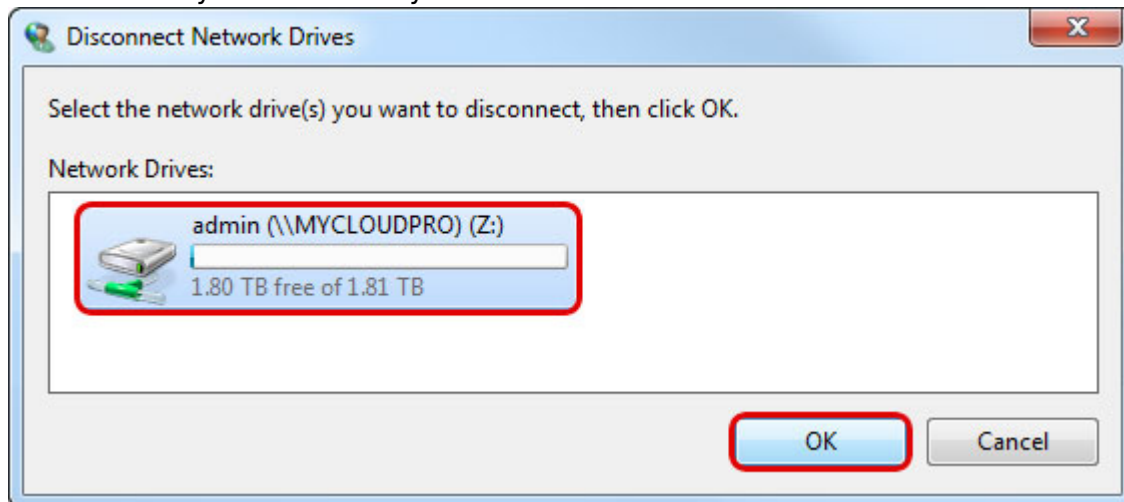 Disconnect Network Drives
Select the network drive(s) you want to disconnect, then click OK.
Network Drives:
admin (\\MYCLOUDPRO) (Z:)
1.80 TB free of 1.81 TB
OK
Cancel